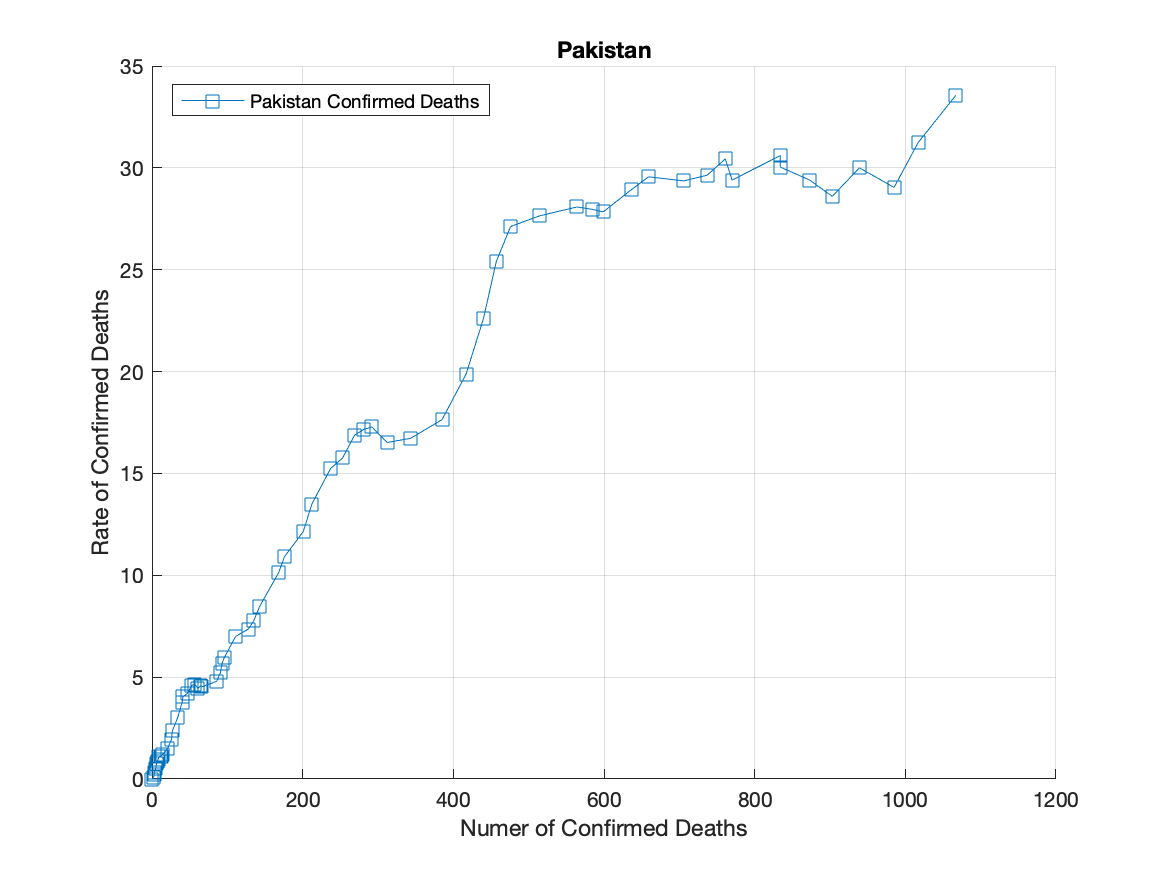 Pakistan
Pakistan Confirmed Deaths
Rate of Confirmed Deaths
35
30
25
20
15
10
5
0
0 200 400 600 800 1000 1200
Numer of Confirmed Deaths